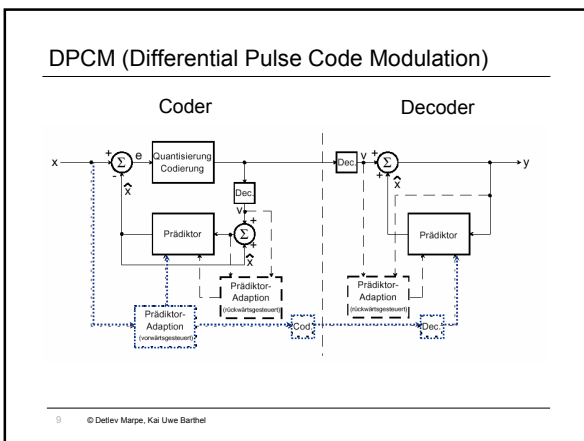 DPCM (Differential Pulse Code Modulation)
Coder
Decoder
x
+
Σ
-
e
x̂
Quantisierung
Codierung
Dec.
v
+
Σ
+
x̂
Prädiktor
Prädiktor-
Adaption
(rückwärtsgesteuert)
Prädiktor-
Adaption
(vorwärtsgesteuert)
Cod.
Dec.
v
+
Σ
+
x̂
y
Prädiktor
Prädiktor-
Adaption
(rückwärtsgesteuert)
Dec.
9 © Detlev Marpe, Kai Uwe Barthel